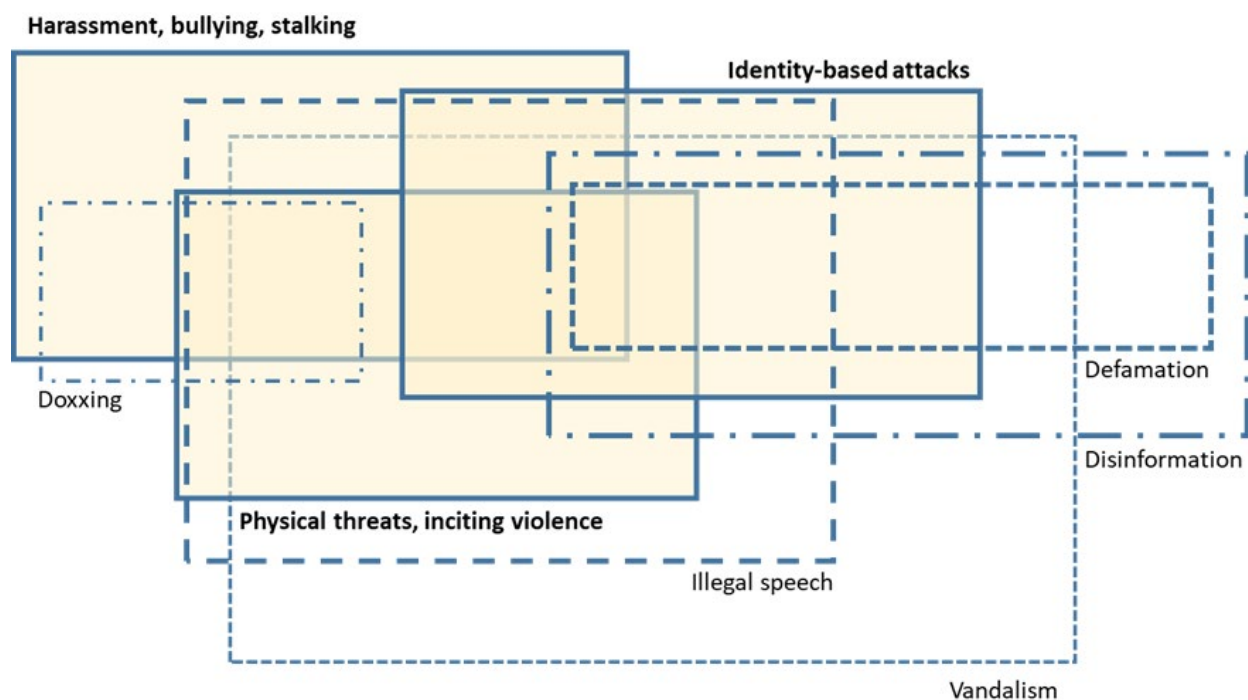 Harassment, bullying, stalking
Identity-based attacks
Defamation
Doxxing
Disinformation
Physical threats, inciting violence
Illegal speech
Vandalism